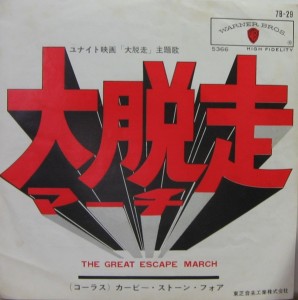 7B-29
ユナイト映画「大脱走」主題歌
WARNER BROS.
5366
HIGH FIDELITY
大脱走
マーチ
THE GREAT ESCAPE MARCH
(コーラス) カービー・ストーン・フォア
東芝音楽工業株式会社